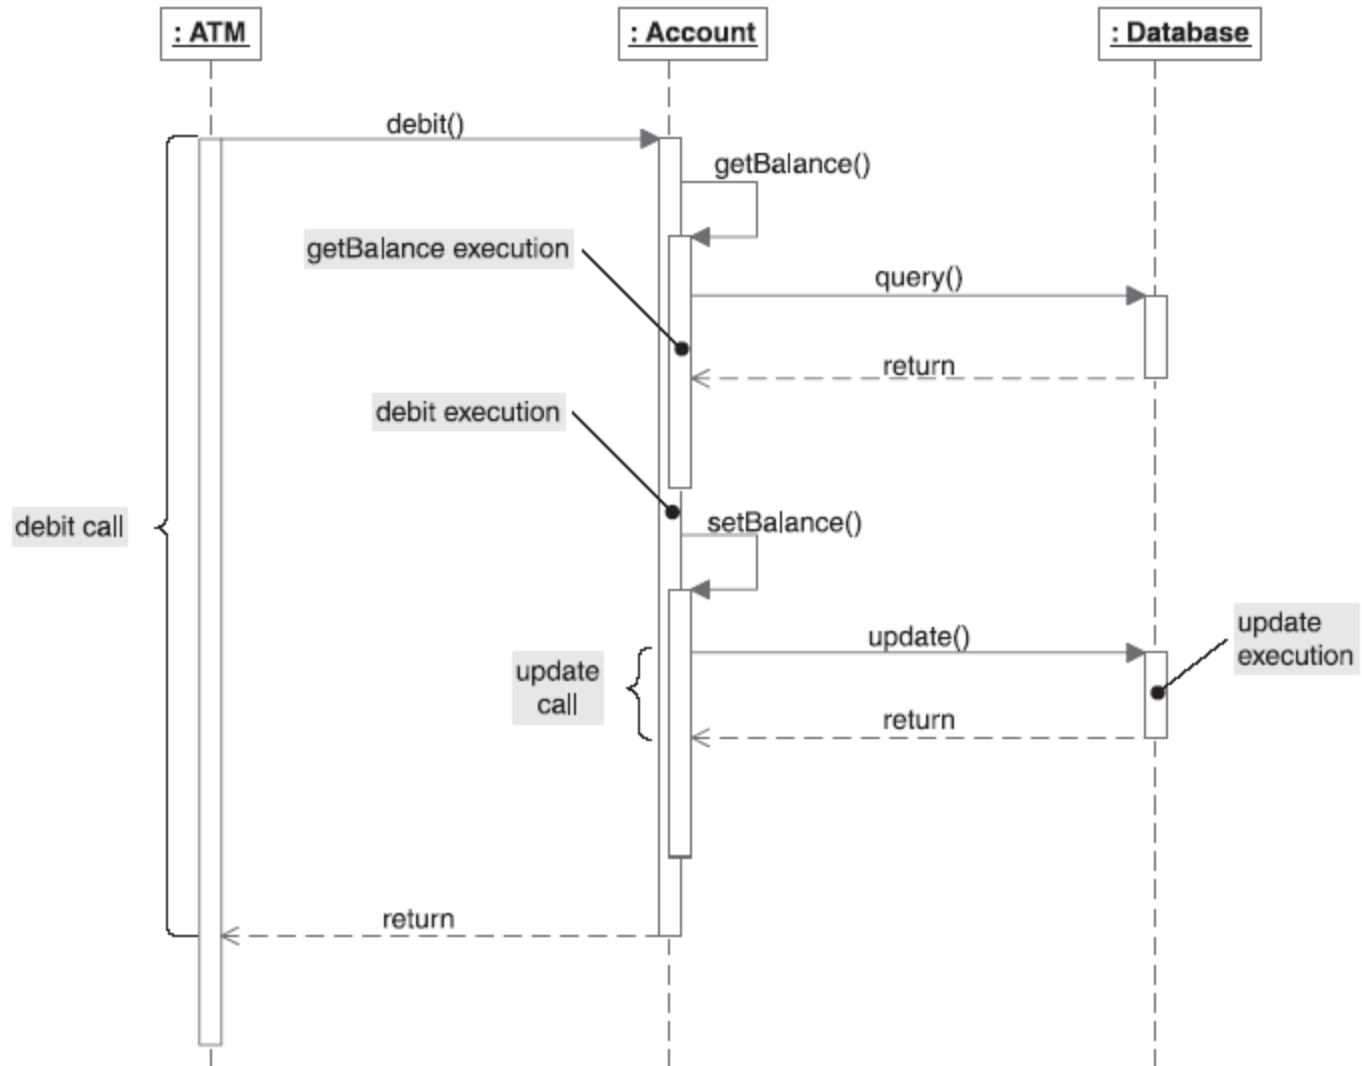 : ATM
: Account
: Database
debit()
getBalance()
getBalance execution
query()
return
debit execution
setBalance()
debit call
update()
update
execution
update
call
return
return